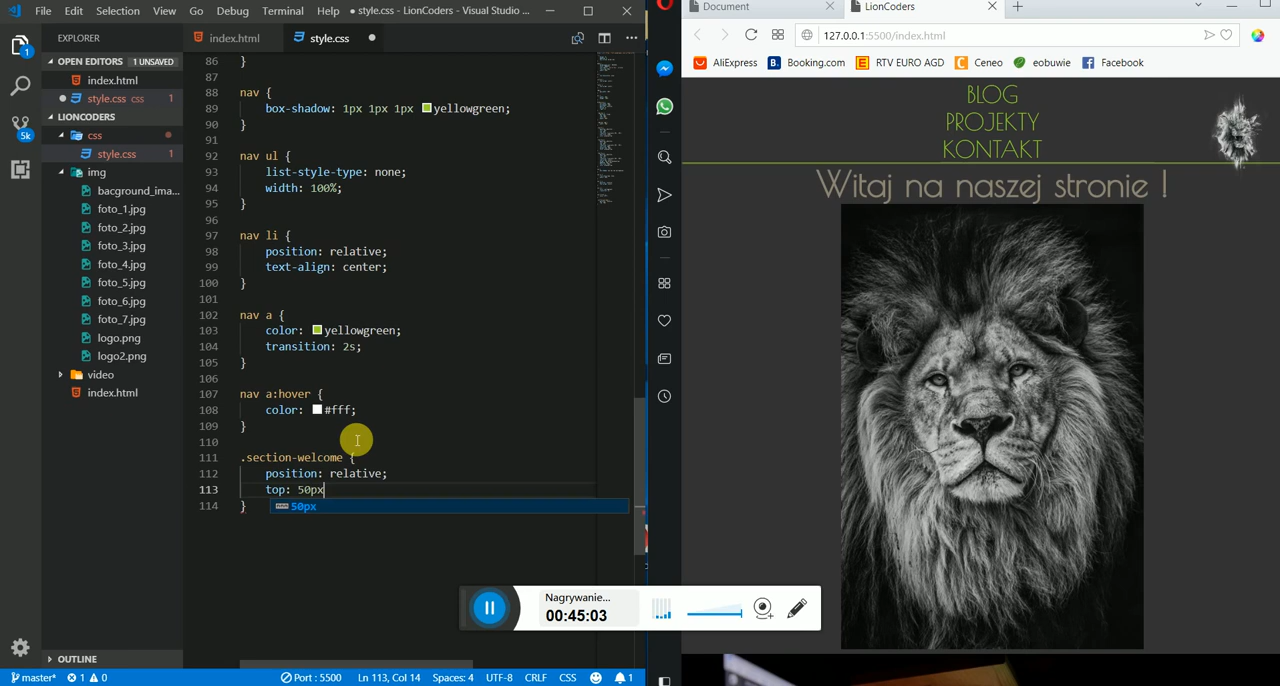 File Edit Selection View Go Debug Terminal Help
● style.css - LionCoders - Visual Studio ...
EXPLORER
OPEN EDITORS 1 UNSAVED
index.html
style.css css 1
LIONCODERS
css
style.css 1
img
bacground_ima...
foto_1.jpg
foto_2.jpg
foto_3.jpg
foto_4.jpg
foto_5.jpg
foto_6.jpg
foto_7.jpg
logo.png
logo2.png
video
index.html
OUTLINE
1
5k
index.html style.css
86 }
87
88 nav {
89 box-shadow: 1px 1px 1px yellowgreen;
90 }
91
92 nav ul {
93 list-style-type: none;
94 width: 100%;
95 }
96
97 nav li {
98 position: relative;
99 text-align: center;
100 }
101
102 nav a {
103 color: yellowgreen;
104 transition: 2s;
105 }
106
107 nav a:hover {
108 color: #fff;
109 }
110
111 .section-welcome {
112 position: relative;
113 top: 50px
114 }
50px
Nagrywanie...
00:45:03
master* 1 0 Port : 5500 Ln 113, Col 14 Spaces: 4 UTF-8 CRLF CSS 1
Document
LionCoders
127.0.0.1:5500/index.html
AliExpress Booking.com RTV EURO AGD Ceneo eobuwie Facebook
BLOG
PROJEKTY
KONTAKT
Witaj na naszej stronie !